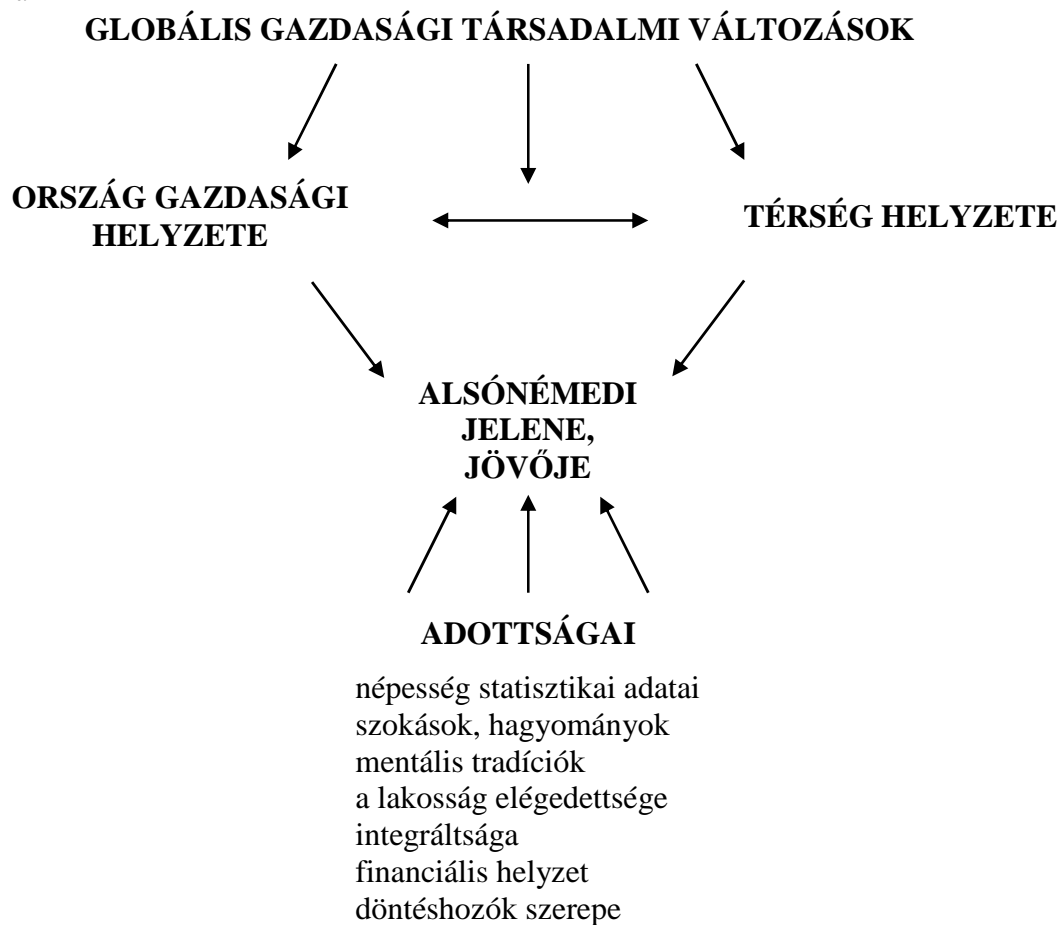 GLOBÁLIS GAZDASÁGI TÁRSADALMI VÁLTOZÁSOK
ORSZÁG GAZDASÁGI
HELYZETE
TÉRSÉG HELYZETE
ALSÓNÉMEDI
JELENE,
JÖVŐJE
ADOTTSÁGAI
népesség statisztikai adatai
szokások, hagyományok
mentális tradíciók
a lakosság elégedettsége
integráltsága
financiális helyzet
döntéshozók szerepe